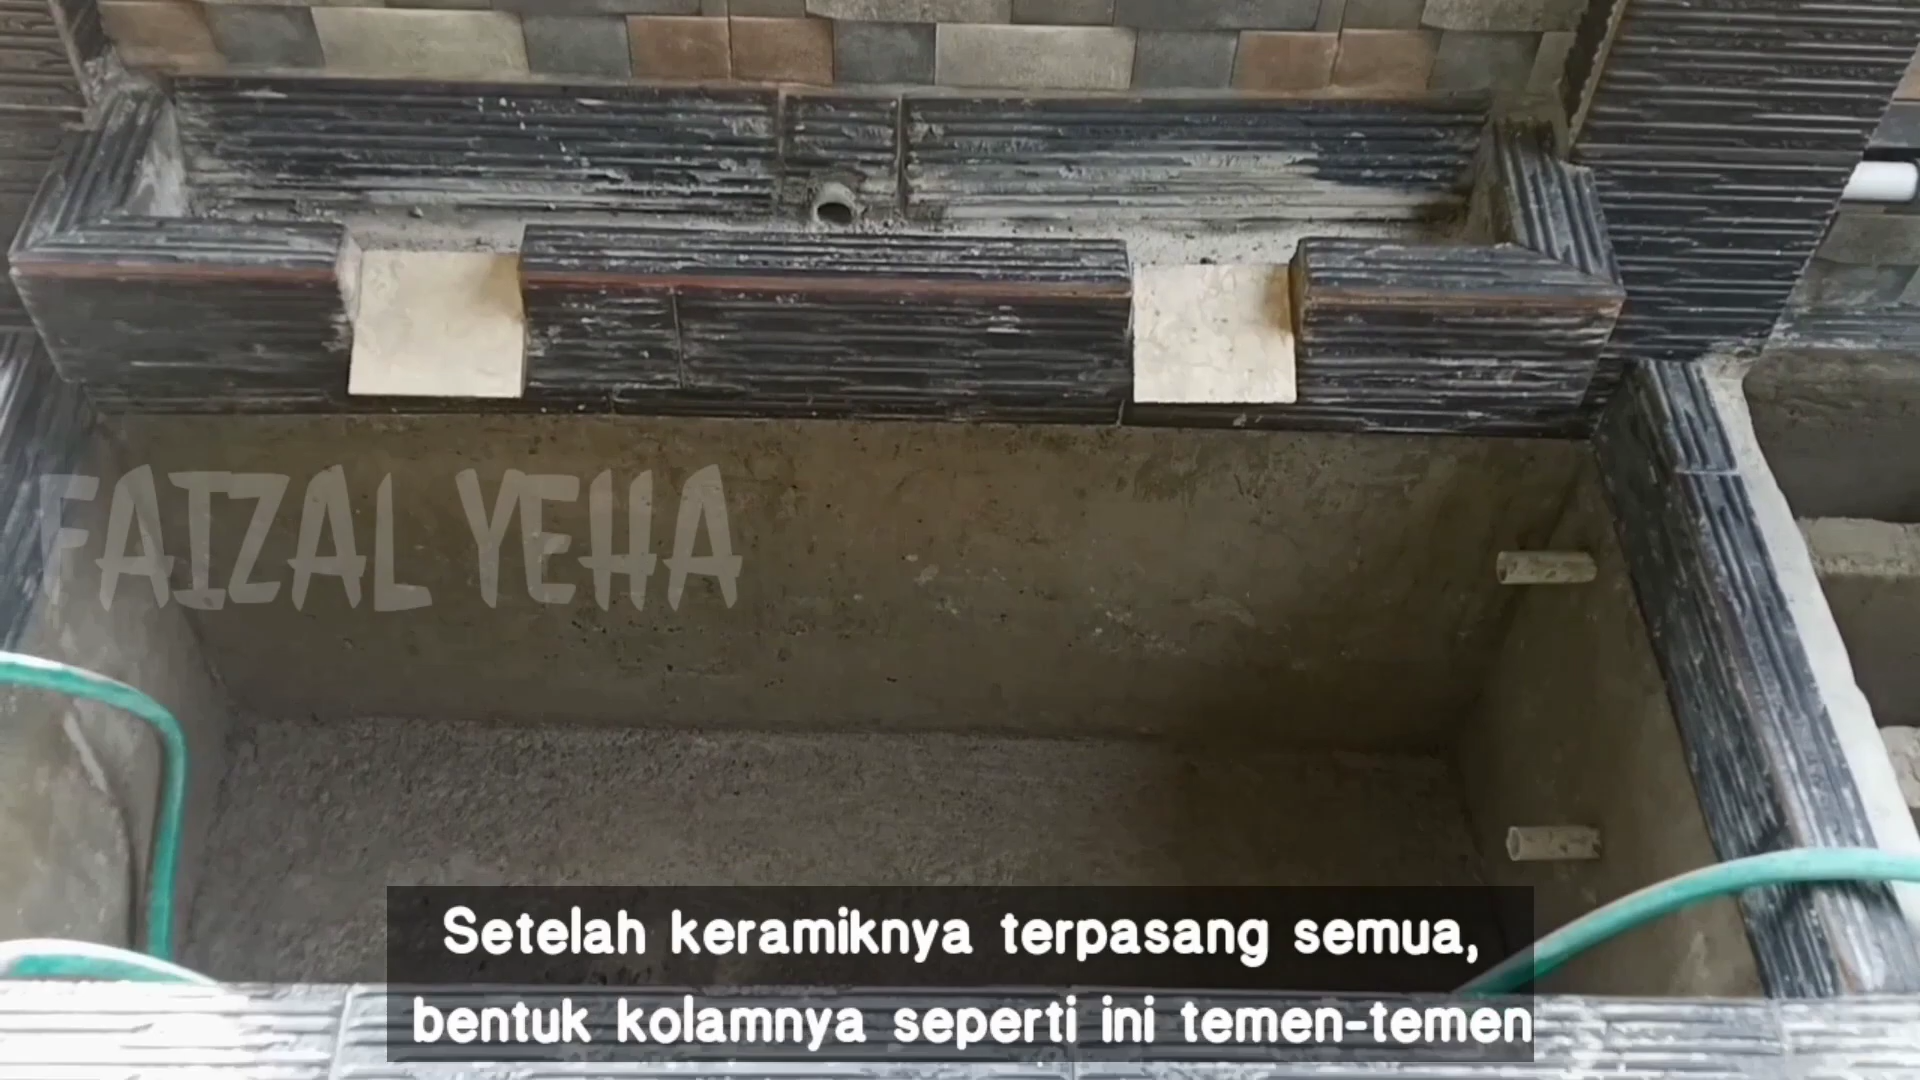 FAIZAL YEHA
Setelah keramiknya terpasang semua,
bentuk kolamnya seperti ini temen-temen